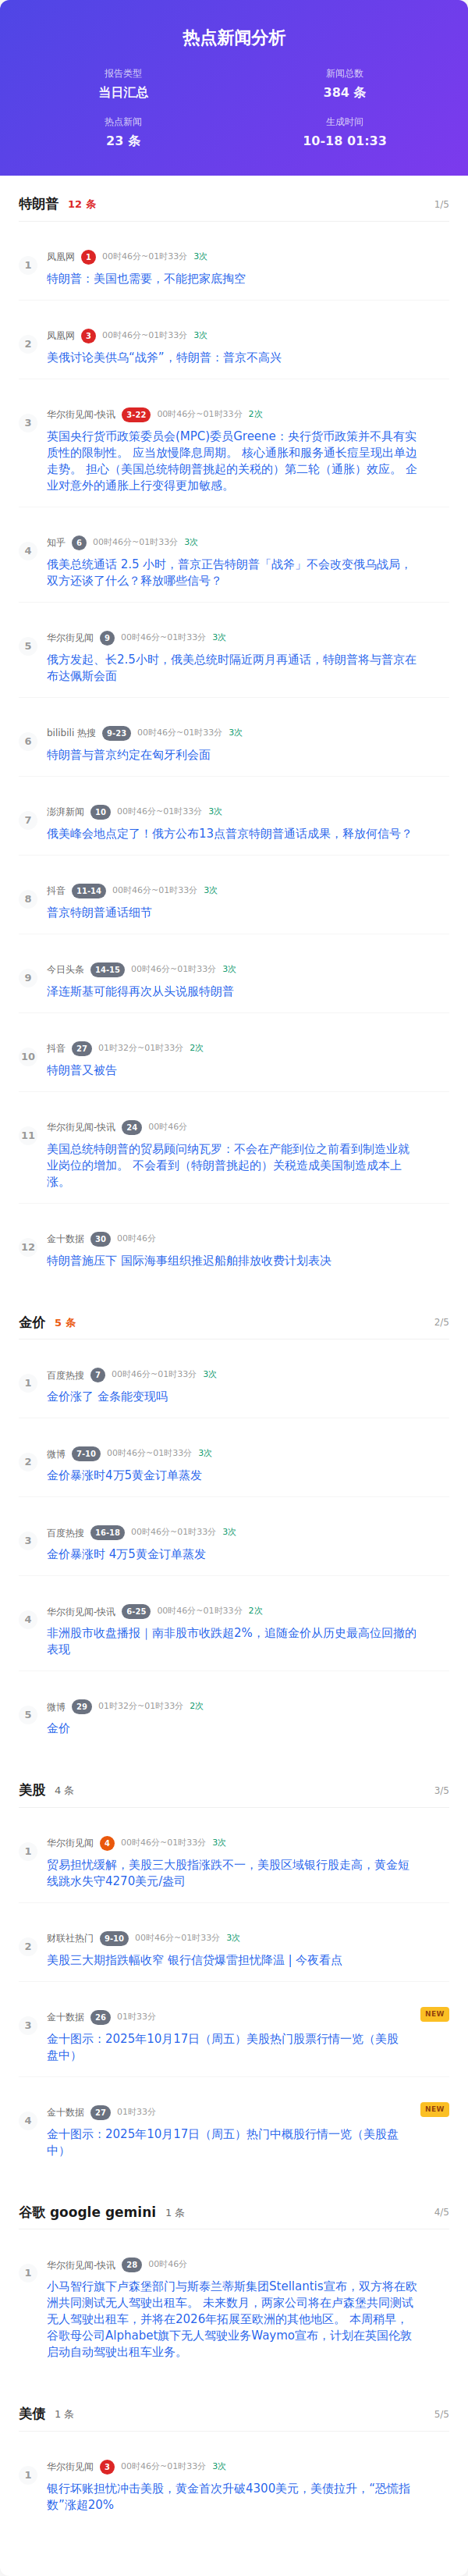 热点新闻分析
报告类型
当日汇总
新闻总数
384 条
热点新闻
23 条
生成时间
10-18 01:33
特朗普 12 条 1/5
1 凤凰网 1 00时46分~01时33分 3次
特朗普：美国也需要，不能把家底掏空
2 凤凰网 3 00时46分~01时33分 3次
美俄讨论美供乌“战斧”，特朗普：普京不高兴
3 华尔街见闻-快讯 3-22 00时46分~01时33分 2次
英国央行货币政策委员会(MPC)委员Greene：央行货币政策并不具有实
质性的限制性。 应当放慢降息周期。 核心通胀和服务通长痘呈现出单边
走势。 担心（美国总统特朗普挑起的关税的）第二轮（通胀）效应。 企
业对意外的通胀上行变得更加敏感。
4 知乎 6 00时46分~01时33分 3次
俄美总统通话 2.5 小时，普京正告特朗普「战斧」不会改变俄乌战局，
双方还谈了什么？释放哪些信号？
5 华尔街见闻 9 00时46分~01时33分 3次
俄方发起、长2.5小时，俄美总统时隔近两月再通话，特朗普将与普京在
布达佩斯会面
6 bilibili 热搜 9-23 00时46分~01时33分 3次
特朗普与普京约定在匈牙利会面
7 澎湃新闻 10 00时46分~01时33分 3次
俄美峰会地点定了！俄方公布13点普京特朗普通话成果，释放何信号？
8 抖音 11-14 00时46分~01时33分 3次
普京特朗普通话细节
9 今日头条 14-15 00时46分~01时33分 3次
泽连斯基可能得再次从头说服特朗普
10 抖音 27 01时32分~01时33分 2次
特朗普又被告
11 华尔街见闻-快讯 24 00时46分
美国总统特朗普的贸易顾问纳瓦罗：不会在产能到位之前看到制造业就
业岗位的增加。 不会看到（特朗普挑起的）关税造成美国制造成本上
涨。
12 金十数据 30 00时46分
特朗普施压下 国际海事组织推迟船舶排放收费计划表决
金价 5 条 2/5
1 百度热搜 7 00时46分~01时33分 3次
金价涨了 金条能变现吗
2 微博 7-10 00时46分~01时33分 3次
金价暴涨时4万5黄金订单蒸发
3 百度热搜 16-18 00时46分~01时33分 3次
金价暴涨时 4万5黄金订单蒸发
4 华尔街见闻-快讯 6-25 00时46分~01时33分 2次
非洲股市收盘播报｜南非股市收跌超2%，追随金价从历史最高位回撤的
表现
5 微博 29 01时32分~01时33分 2次
金价
美股 4 条 3/5
1 华尔街见闻 4 00时46分~01时33分 3次
贸易担忧缓解，美股三大股指涨跌不一，美股区域银行股走高，黄金短
线跳水失守4270美元/盎司
2 财联社热门 9-10 00时46分~01时33分 3次
美股三大期指跌幅收窄 银行信贷爆雷担忧降温 | 今夜看点
3 金十数据 26 01时33分 NEW
金十图示：2025年10月17日（周五）美股热门股票行情一览（美股
盘中）
4 金十数据 27 01时33分 NEW
金十图示：2025年10月17日（周五）热门中概股行情一览（美股盘
中）
谷歌 google gemini 1 条 4/5
1 华尔街见闻-快讯 28 00时46分
小马智行旗下卢森堡部门与斯泰兰蒂斯集团Stellantis宣布，双方将在欧
洲共同测试无人驾驶出租车。 未来数月，两家公司将在卢森堡共同测试
无人驾驶出租车，并将在2026年拓展至欧洲的其他地区。 本周稍早，
谷歌母公司Alphabet旗下无人驾驶业务Waymo宣布，计划在英国伦敦
启动自动驾驶出租车业务。
美债 1 条 5/5
1 华尔街见闻 3 00时46分~01时33分 3次
银行坏账担忧冲击美股，黄金首次升破4300美元，美债拉升，“恐慌指
数”涨超20%